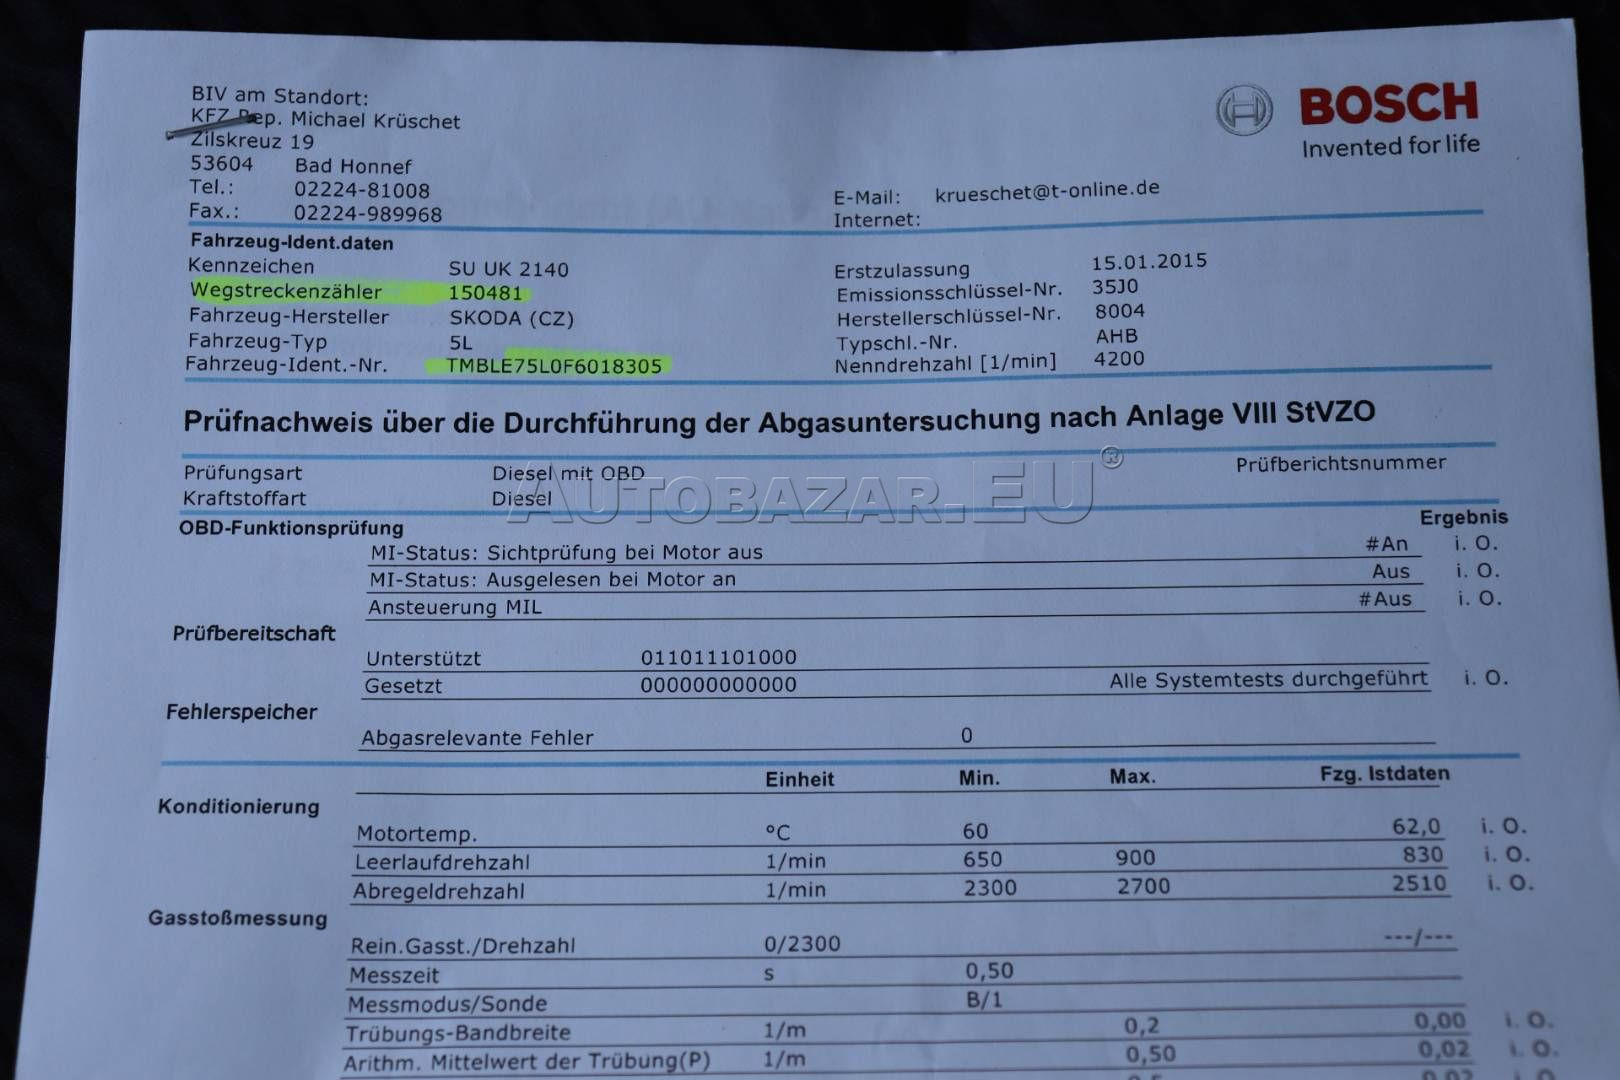 BIV am Standort:
KFZ Rep. Michael Krüschet
Zilskreuz 19
53604 Bad Honnef
Tel.: 02224-81008
Fax.: 02224-989968
BOSCH
Invented for life
E-Mail: krueschet@t-online.de
Internet:
Fahrzeug-Ident.daten
Kennzeichen SU UK 2140 Erstzulassung 15.01.2015
Wegstreckenzähler 150481 Emissionsschlüssel-Nr. 35J0
Fahrzeug-Hersteller SKODA (CZ) Herstellerschlüssel-Nr. 8004
Fahrzeug-Typ 5L Typschl.-Nr. AHB
Fahrzeug-Ident.-Nr. TMBLE75L0F6018305 Nenndrehzahl [1/min] 4200
Prüfnachweis über die Durchführung der Abgasuntersuchung nach Anlage VIII StVZO
Prüfungsart Diesel mit OBD Prüfberichtsnummer
Kraftstoffart Diesel
AUTOBAZAR.EU®
OBD-Funktionsprüfung Ergebnis
MI-Status: Sichtprüfung bei Motor aus #An i. O.
MI-Status: Ausgelesen bei Motor an Aus i. O.
Ansteuerung MIL #Aus i. O.
Prüfbereitschaft
Unterstützt 011011101000
Gesetzt 000000000000 Alle Systemtests durchgeführt i. O.
Fehlerspeicher
Abgasrelevante Fehler 0
Einheit Min. Max. Fzg. Istdaten
Konditionierung
Motortemp. °C 60 62,0 i. O.
Leerlaufdrehzahl 1/min 650 900 830 i. O.
Abregeldrehzahl 1/min 2300 2700 2510 i. O.
Gasstoßmessung
Rein.Gasst./Drehzahl 0/2300 ---/---
Messzeit s 0,50
Messmodus/Sonde B/1
Trübungs-Bandbreite 1/m 0,2 0,00 i. O.
Arithm. Mittelwert der Trübung(P) 1/m 0,50 0,02 i. O.